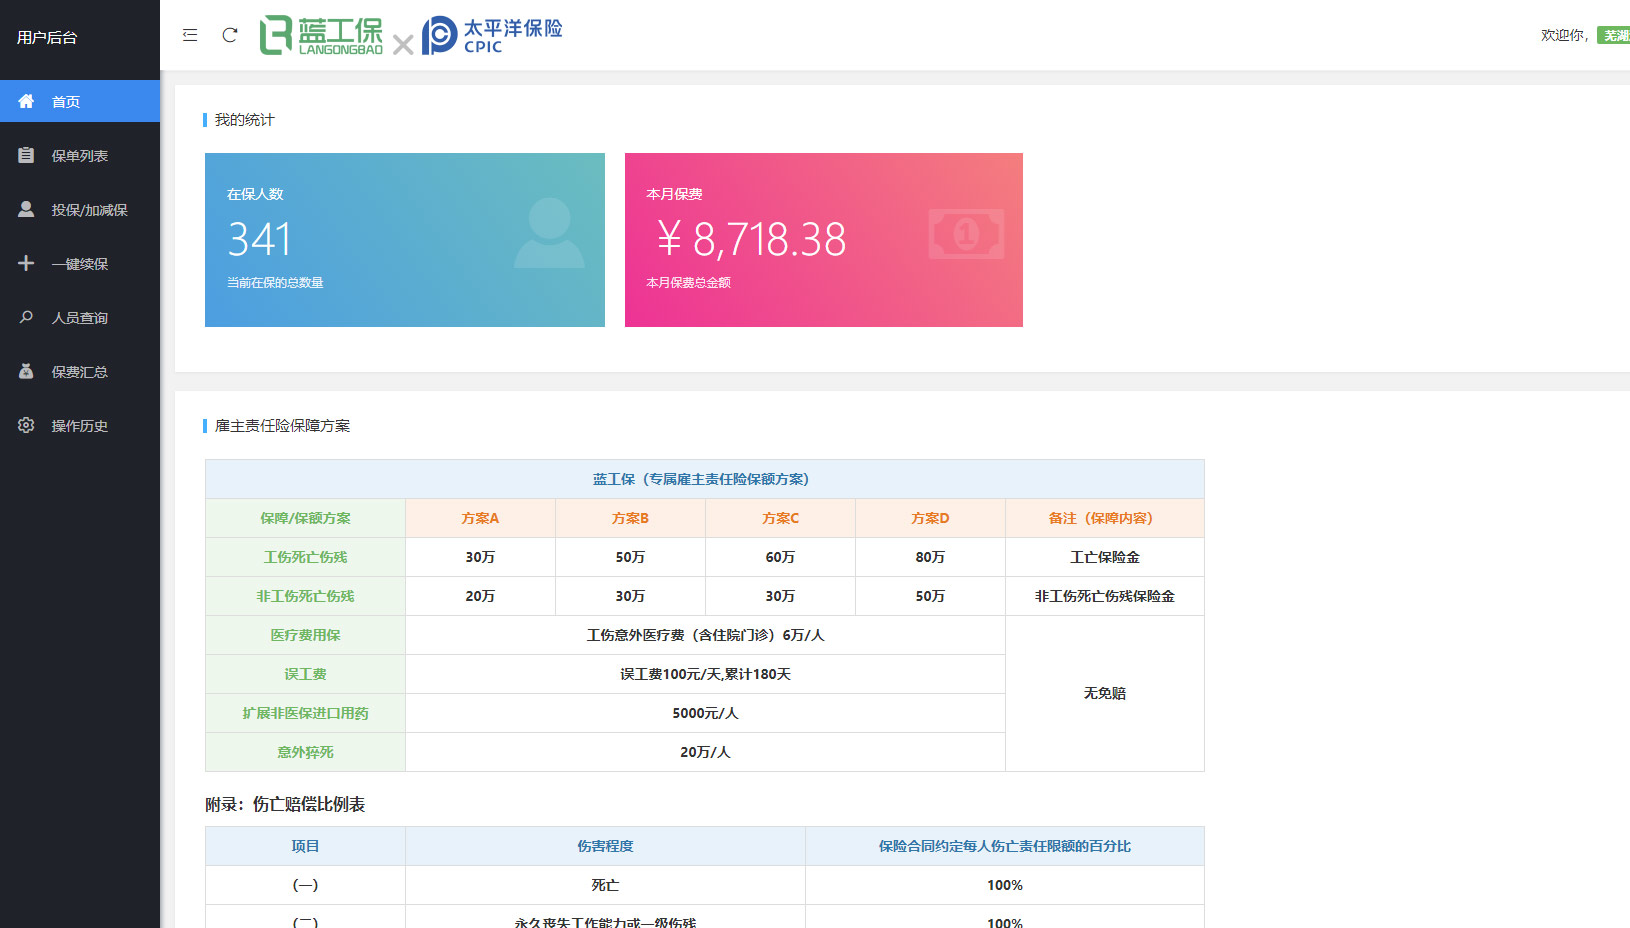 用户后台
首页
保单列表
投保/加减保
一键续保
人员查询
保费汇总
操作历史
蓝工保
LANGONGBAO
太平洋保险
CPIC
欢迎你,
芜湖
我的统计
在保人数
341
当前在保的总数量
本月保费
¥ 8,718.38
1
本月保费总金额
雇主责任险保障方案
蓝工保（专属雇主责任险保额方案）
保障/保额方案 方案A 方案B 方案C 方案D 备注（保障内容）
工伤死亡伤残 30万 50万 60万 80万 工亡保险金
非工伤死亡伤残 20万 30万 30万 50万 非工伤死亡伤残保险金
医疗费用保 工伤意外医疗费（含住院门诊）6万/人
误工费 误工费100元/天,累计180天
无免赔
扩展非医保进口用药 5000元/人
意外猝死 20万/人
附录：伤亡赔偿比例表
项目 伤害程度 保险合同约定每人伤亡责任限额的百分比
(一) 死亡 100%
(二) 永久丧失工作能力或一级伤残 100%